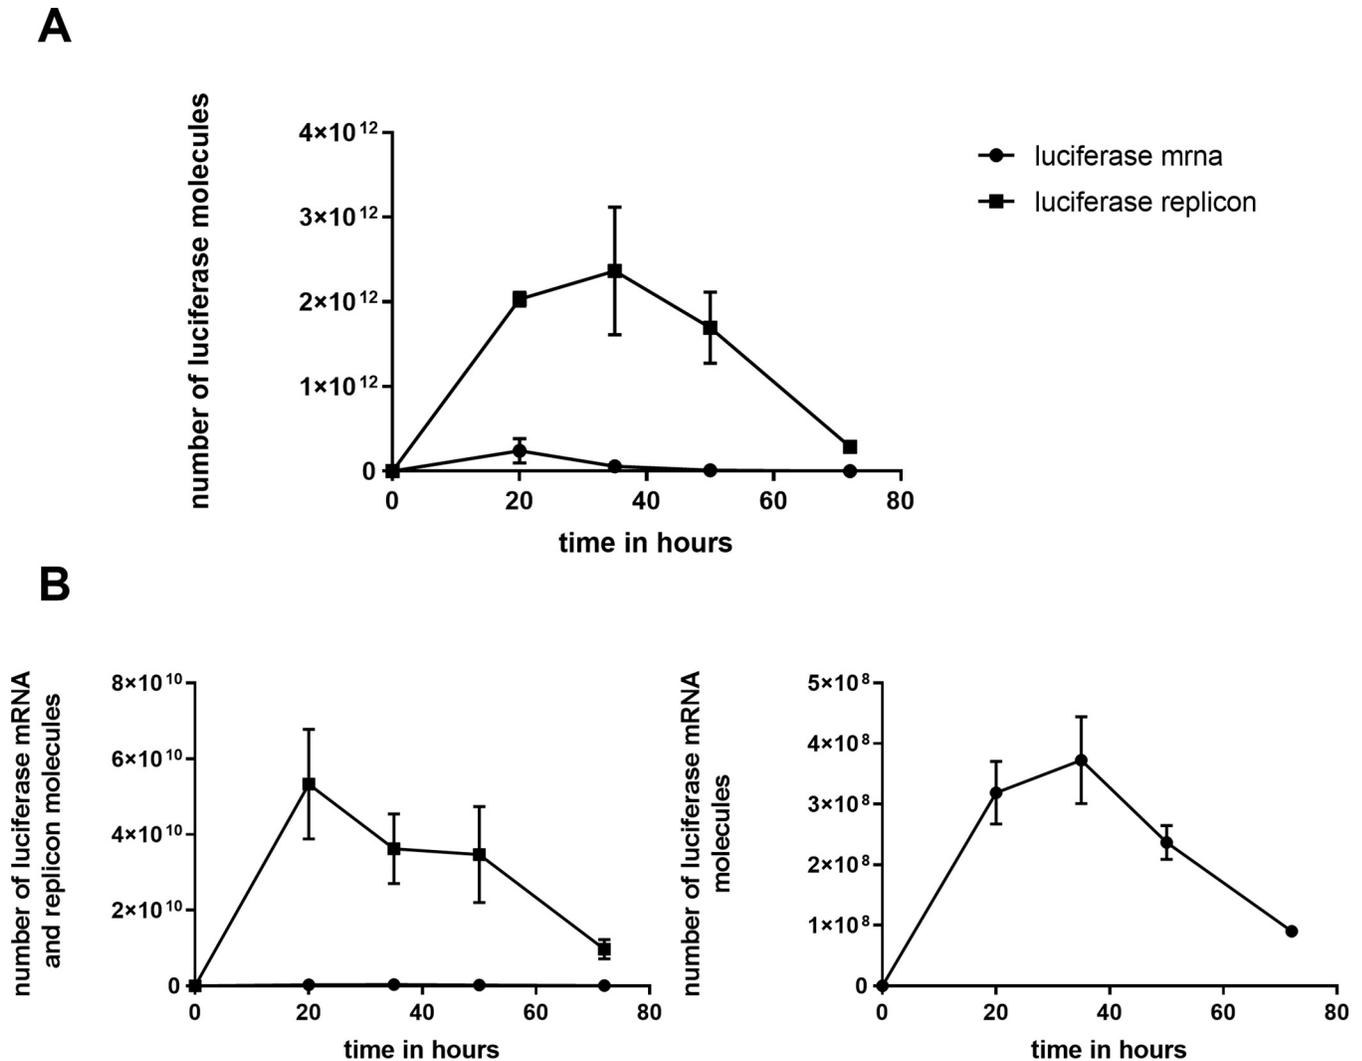 A
number of luciferase molecules
4×10¹²
3×10¹²
2×10¹²
1×10¹²
0
0 20 40 60 80
time in hours
luciferase mrna
luciferase replicon
B
number of luciferase mRNA
and replicon molecules
8×10¹⁰
6×10¹⁰
4×10¹⁰
2×10¹⁰
0
0 20 40 60 80
time in hours
number of luciferase mRNA
molecules
5×10⁸
4×10⁸
3×10⁸
2×10⁸
1×10⁸
0
0 20 40 60 80
time in hours